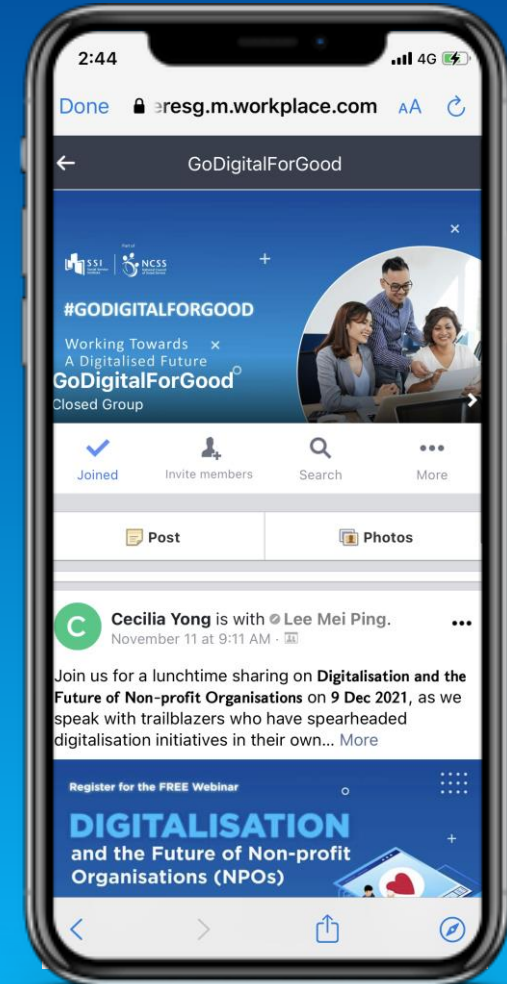 2:44
4G
Done
eresg.m.workplace.com
AA
GoDigitalForGood
Part of
SSI
NCSS
#GODIGITALFORGOOD
Working Towards
A Digitalised Future
GoDigitalForGood
Closed Group
Joined
Invite members
Search
More
Post
Photos
C
Cecilia Yong is with Lee Mei Ping.
November 11 at 9:11 AM ·
Join us for a lunchtime sharing on Digitalisation and the
Future of Non-profit Organisations on 9 Dec 2021, as we
speak with trailblazers who have spearheaded
digitalisation initiatives in their own... More
Register for the FREE Webinar
DIGITALISATION
and the Future of Non-profit
Organisations (NPOs)